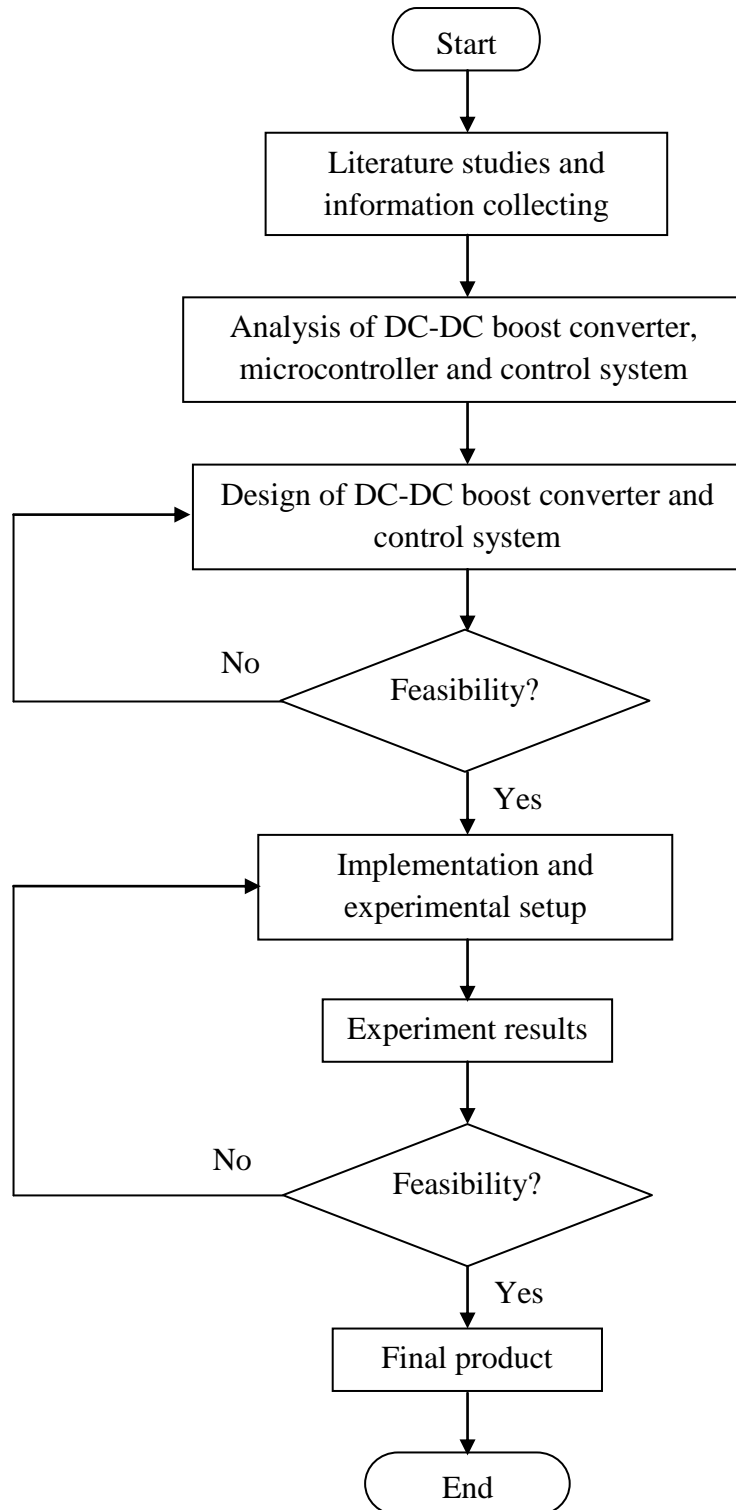 Start
Literature studies and
information collecting
Analysis of DC-DC boost converter,
microcontroller and control system
Design of DC-DC boost converter and
control system
No
Feasibility?
Yes
Implementation and
experimental setup
Experiment results
No
Feasibility?
Yes
Final product
End